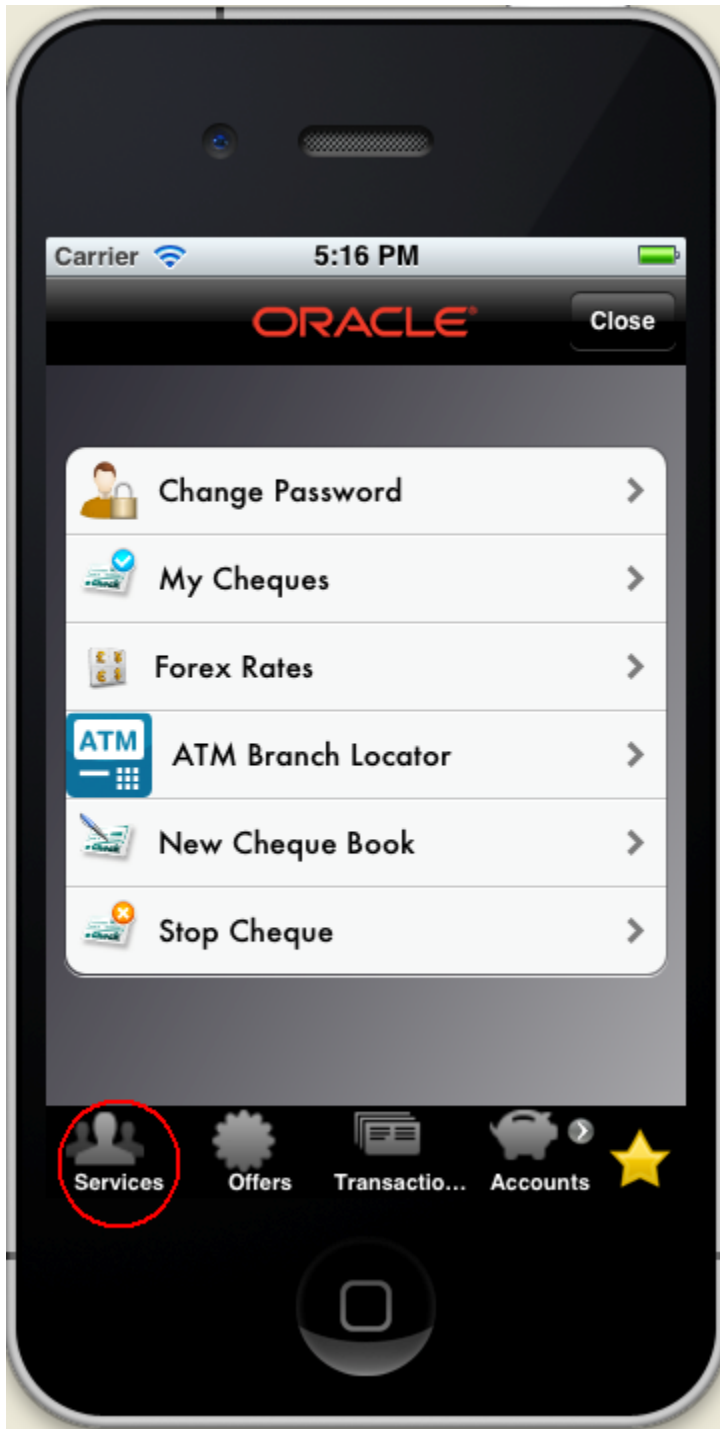 Carrier 5:16 PM
ORACLE® Close
Change Password
My Cheques
Forex Rates
ATM ATM Branch Locator
New Cheque Book
Stop Cheque
Services Offers Transactio... Accounts